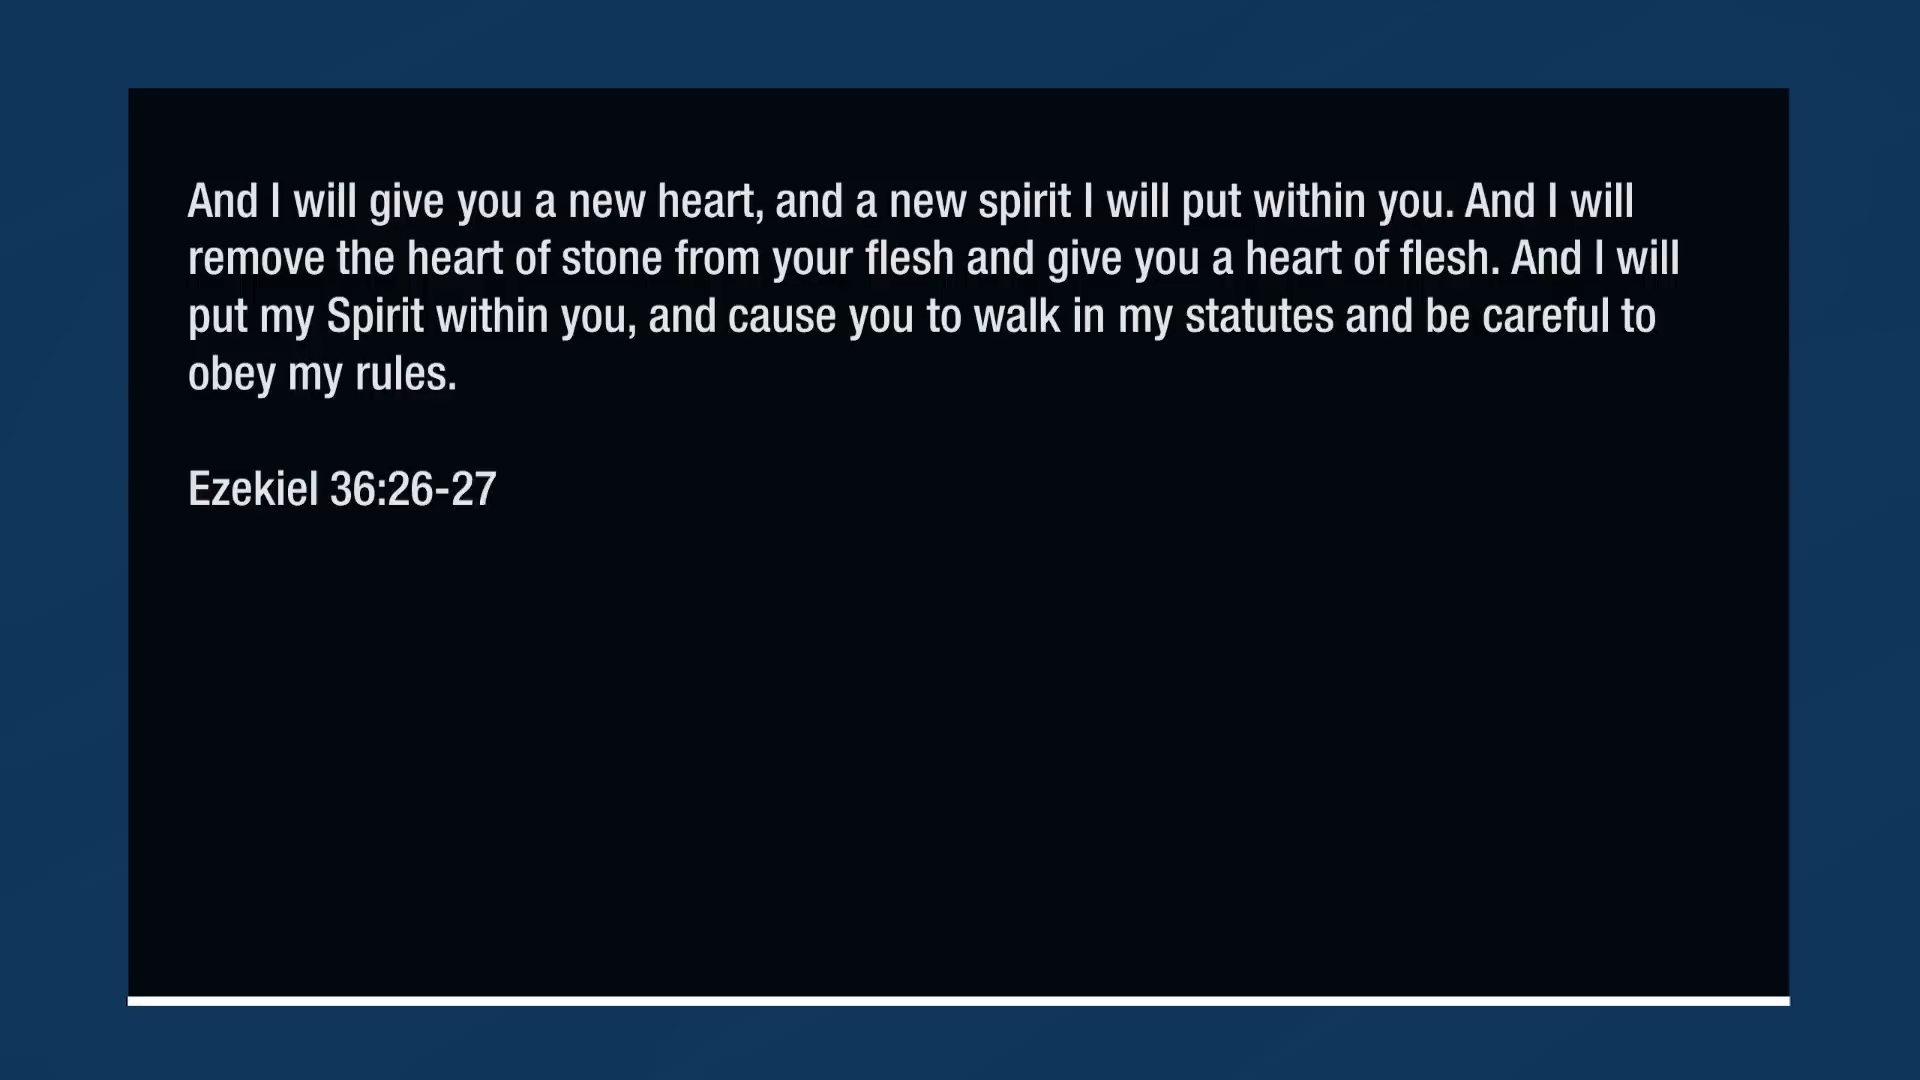 And I will give you a new heart, and a new spirit I will put within you. And I will
remove the heart of stone from your flesh and give you a heart of flesh. And I will
put my Spirit within you, and cause you to walk in my statutes and be careful to
obey my rules.
Ezekiel 36:26-27